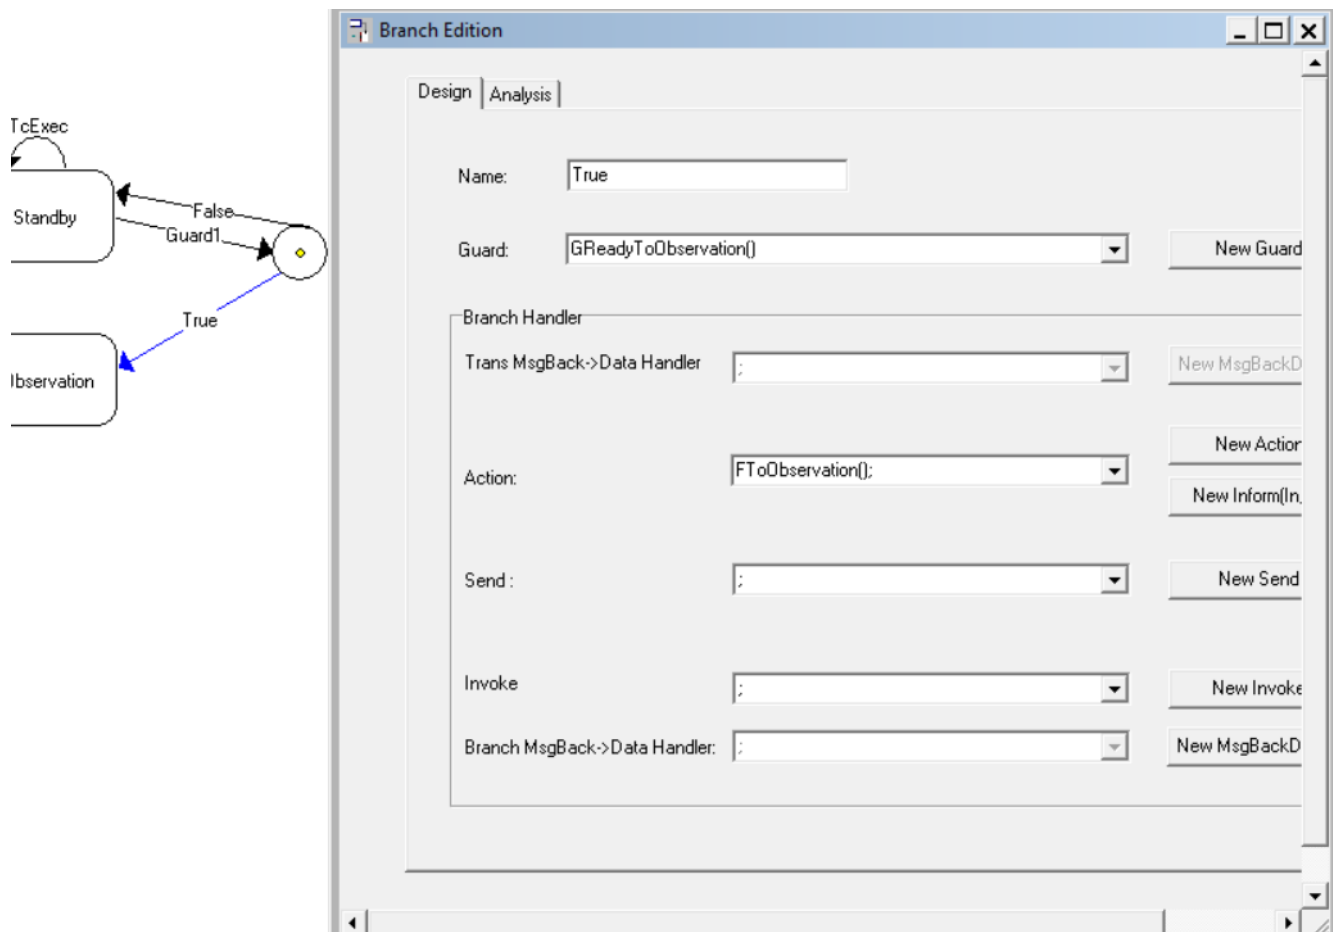 Branch Edition
Design
Analysis
TcExec
Name:
True
Standby
False
Guard1
Guard:
GReadyToObservation()
New Guard
True
Branch Handler
Trans MsgBack->Data Handler
;
New MsgBackD
bservation
New Action
Action:
FToObservation();
New Inform(In,
Send :
;
New Send
Invoke
;
New Invoke
Branch MsgBack->Data Handler:
;
New MsgBackD